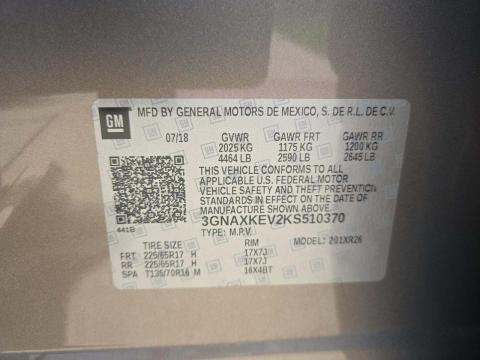 GM
MFD BY GENERAL MOTORS DE MEXICO, S. DE R.L. DE C.V.
07/18 GVWR GAWR FRT GAWR RR
2025 KG 1175 KG 1200 KG
4464 LB 2590 LB 2645 LB
THIS VEHICLE CONFORMS TO ALL
APPLICABLE U.S. FEDERAL MOTOR
VEHICLE SAFETY AND THEFT PREVENTION
STANDARDS IN EFFECT ON THE DATE OF
MANUFACTURE SHOWN ABOVE.
3GNAXKEV2KS510370
441B TYPE: M.P.V. MODEL: 201XR26
TIRE SIZE RIM
FRT 225/65R17 H 17X7J
RR 225/65R17 H 17X7J
SPA T135/70R16 M 16X4BT